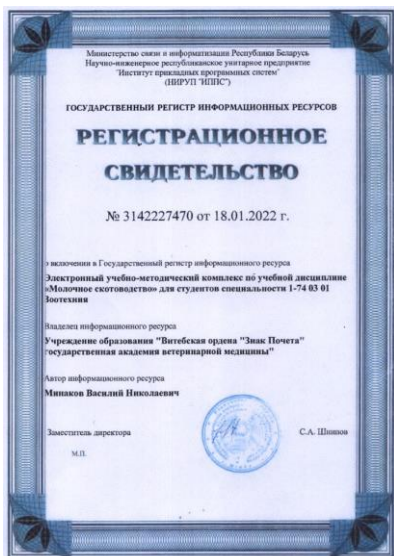 Министерство связи и информатизации Республики Беларусь
Научно-инженерное республиканское унитарное предприятие
"Институт прикладных программных систем"
(НИРУП "ИППС")
ГОСУДАРСТВЕННЫЙ РЕГИСТР ИНФОРМАЦИОННЫХ РЕСУРСОВ
РЕГИСТРАЦИОННОЕ
СВИДЕТЕЛЬСТВО
№ 3142227470 от 18.01.2022 г.
о включении в Государственный регистр информационного ресурса
Электронный учебно-методический комплекс по учебной дисциплине
«Молочное скотоводство» для студентов специальности 1-74 03 01
Зоотехния
Владелец информационного ресурса
Учреждение образования "Витебская ордена "Знак Почета"
государственная академия ветеринарной медицины"
Автор информационного ресурса
Минаков Василий Николаевич
Заместитель директора
С.А.
М.П.